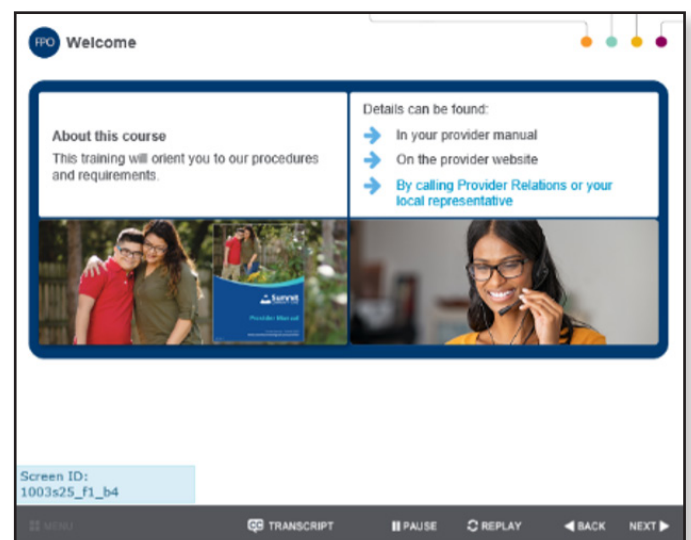 FPO Welcome
About this course
This training will orient you to our procedures
and requirements.
Details can be found:
In your provider manual
On the provider website
By calling Provider Relations or your
local representative
Summit
Provider Manual
Screen ID:
1003s25_f1_b4
MENU
CC TRANSCRIPT
PAUSE
REPLAY
BACK
NEXT